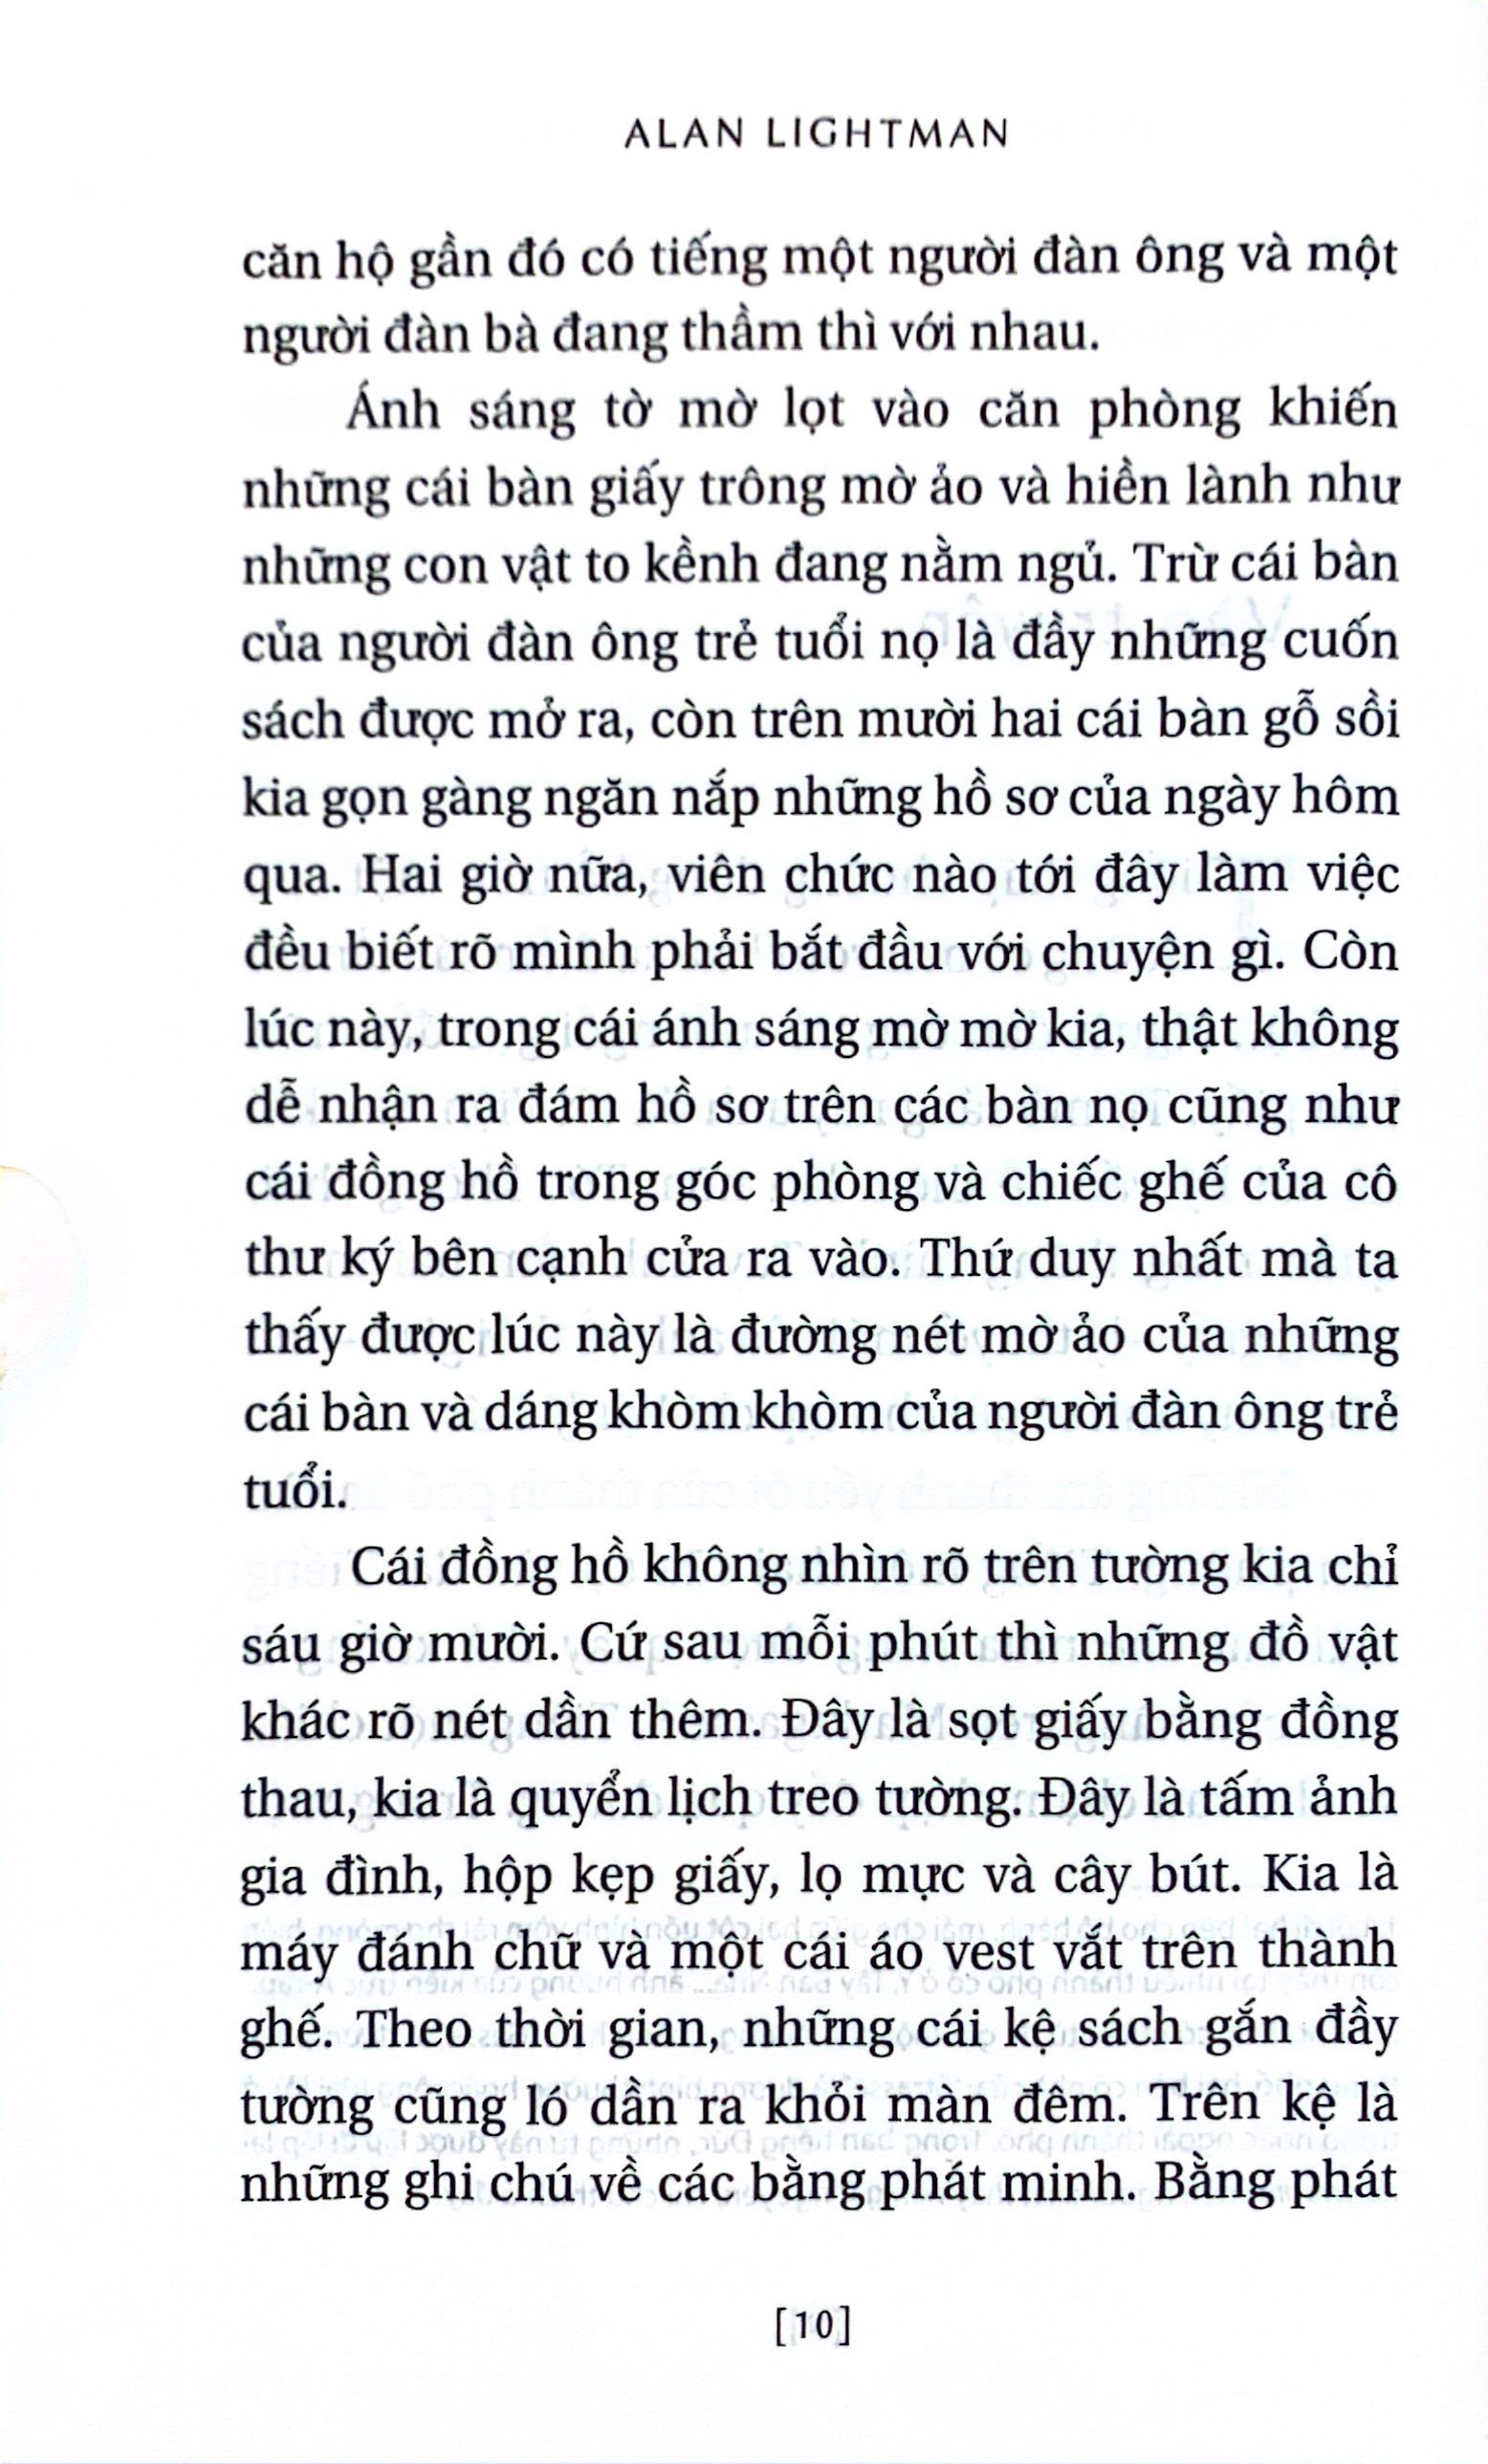 ALAN LIGHTMAN
căn hộ gần đó có tiếng một người đàn ông và một
người đàn bà đang thầm thì với nhau.
Ánh sáng tờ mờ lọt vào căn phòng khiến
những cái bàn giấy trông mờ ảo và hiền lành như
những con vật to kềnh đang nằm ngủ. Trừ cái bàn
của người đàn ông trẻ tuổi nọ là đầy những cuốn
sách được mở ra, còn trên mười hai cái bàn gỗ sồi
kia gọn gàng ngăn nắp những hồ sơ của ngày hôm
qua. Hai giờ nữa, viên chức nào tới đây làm việc
đều biết rõ mình phải bắt đầu với chuyện gì. Còn
lúc này, trong cái ánh sáng mờ mờ kia, thật không
dễ nhận ra đám hồ sơ trên các bàn nọ cũng như
cái đồng hồ trong góc phòng và chiếc ghế của cô
thư ký bên cạnh cửa ra vào. Thứ duy nhất mà ta
thấy được lúc này là đường nét mờ ảo của những
cái bàn và dáng khòm khòm của người đàn ông trẻ
tuổi.
Cái đồng hồ không nhìn rõ trên tường kia chỉ
sáu giờ mười. Cứ sau mỗi phút thì những đồ vật
khác rõ nét dần thêm. Đây là sọt giấy bằng đồng
thau, kia là quyển lịch treo tường. Đây là tấm ảnh
gia đình, hộp kẹp giấy, lọ mực và cây bút. Kia là
máy đánh chữ và một cái áo vest vắt trên thành
ghế. Theo thời gian, những cái kệ sách gắn đầy
tường cũng ló dần ra khỏi màn đêm. Trên kệ là
những ghi chú về các bằng phát minh. Bằng phát
[10]